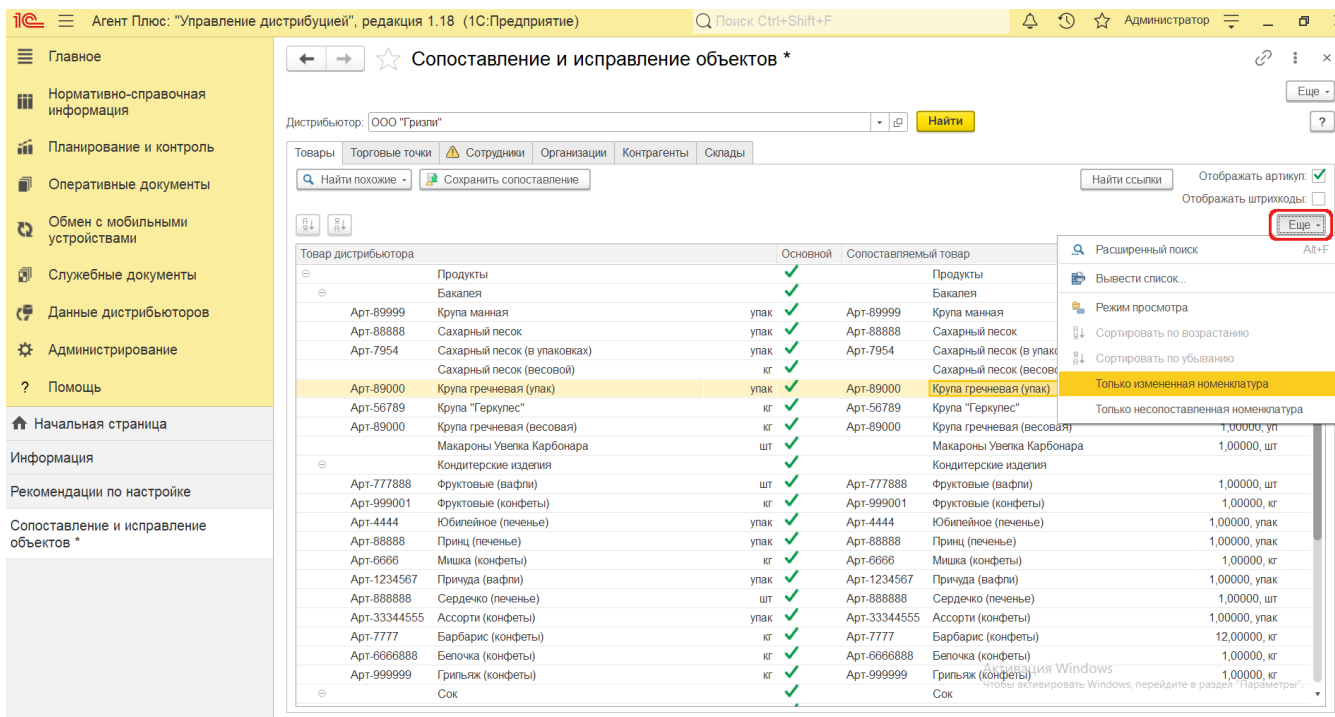 Агент Плюс: "Управление дистрибуцией", редакция 1.18 (1С:Предприятие)
Поиск Ctrl+Shift+F
Администратор
Главное
Нормативно-справочная
информация
Планирование и контроль
Оперативные документы
Обмен с мобильными
устройствами
Служебные документы
Данные дистрибьюторов
Администрирование
? Помощь
Начальная страница
Информация
Рекомендации по настройке
Сопоставление и исправление
объектов *
Сопоставление и исправление объектов *
Еще
Дистрибьютор: ООО "Гризли" Найти ?
Товары Торговые точки Сотрудники Организации Контрагенты Склады
Найти похожие Сохранить сопоставление Найти ссылки Отображать артикул:
Отображать штрихкоды:
Еще
Расширенный поиск Alt+F
Вывести список...
Режим просмотра
Сортировать по возрастанию
Сортировать по убыванию
Только измененная номенклатура
Только несопоставленная номенклатура
Товар дистрибьютора Основной Сопоставляемый товар
Продукты Продукты
Бакалея Бакалея
Арт-89999 Крупа манная упак Арт-89999 Крупа манная
Арт-88888 Сахарный песок упак Арт-88888 Сахарный песок
Арт-7954 Сахарный песок (в упаковках) упак Арт-7954 Сахарный песок (в упак
Сахарный песок (весовой) кг Сахарный песок (весов
Арт-89000 Крупа гречневая (упак) упак Арт-89000 Крупа гречневая (упак)
Арт-56789 Крупа "Геркулес" кг Арт-56789 Крупа "Геркулес"
Арт-89000 Крупа гречневая (весовая) кг Арт-89000 Крупа гречневая (весовая) 1,00000, уп
Макароны Увелка Карбонара шт Макароны Увелка Карбонара 1,00000, шт
Кондитерские изделия Кондитерские изделия
Арт-777888 Фруктовые (вафли) шт Арт-777888 Фруктовые (вафли) 1,00000, шт
Арт-999001 Фруктовые (конфеты) кг Арт-999001 Фруктовые (конфеты) 1,00000, кг
Арт-4444 Юбилейное (печенье) упак Арт-4444 Юбилейное (печенье) 1,00000, упак
Арт-88888 Принц (печенье) упак Арт-88888 Принц (печенье) 1,00000, упак
Арт-6666 Мишка (конфеты) кг Арт-6666 Мишка (конфеты) 1,00000, кг
Арт-1234567 Причуда (вафли) упак Арт-1234567 Причуда (вафли) 1,00000, упак
Арт-888888 Сердечко (печенье) шт Арт-888888 Сердечко (печенье) 1,00000, шт
Арт-33344555 Ассорти (конфеты) упак Арт-33344555 Ассорти (конфеты) 1,00000, упак
Арт-7777 Барбарис (конфеты) кг Арт-7777 Барбарис (конфеты) 12,00000, кг
Арт-6666888 Белочка (конфеты) кг Арт-6666888 Белочка (конфеты) 1,00000, кг
Арт-999999 Грильяж (конфеты) кг Арт-999999 Грильяж (конфеты) 1,00000, кг
Сок Сок
Активация Windows
Чтобы активировать Windows, перейдите в раздел "Параметры".